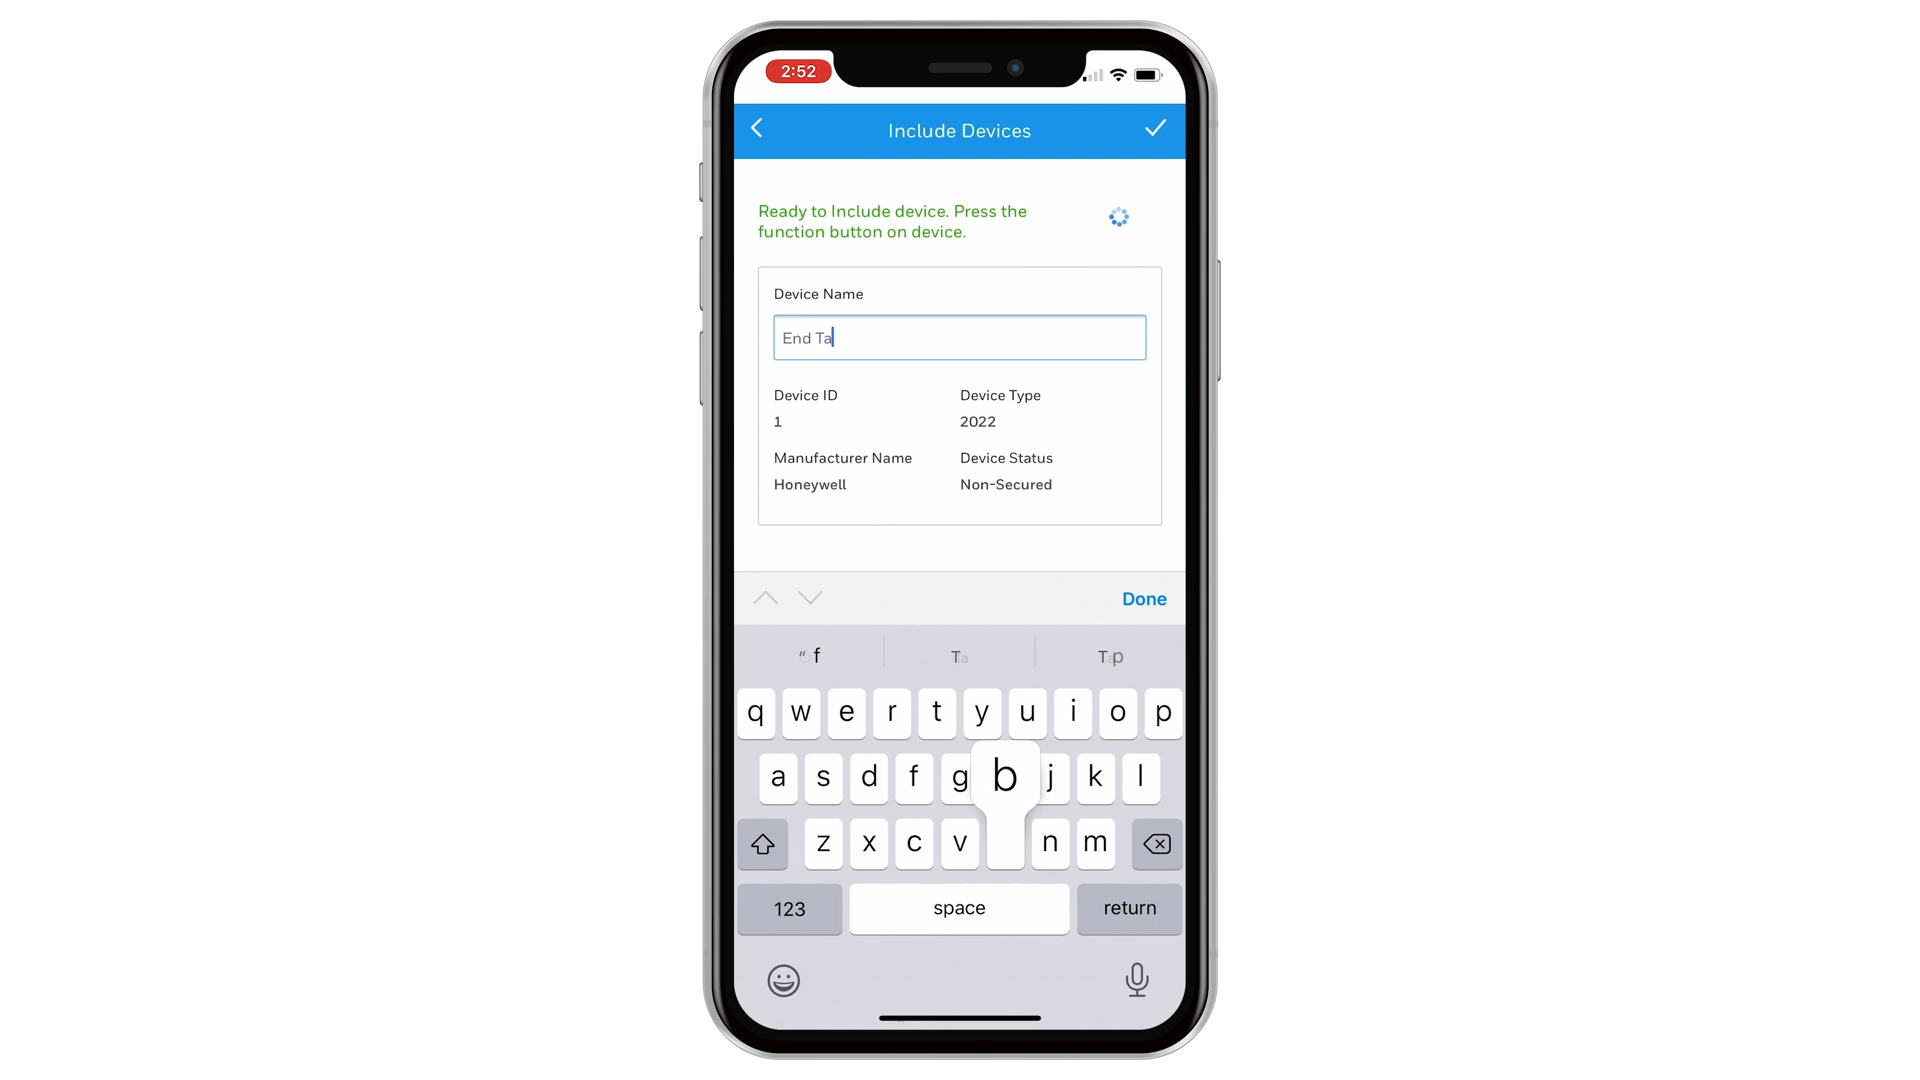 2:52
Include Devices
Ready to Include device. Press the
function button on device.
Device Name
End Ta
Device ID
Device Type
1
2022
Manufacturer Name
Device Status
Honeywell
Non-Secured
Done
q w e r t y u i o p
a s d f g b j k l
z x c v n m
123 space return